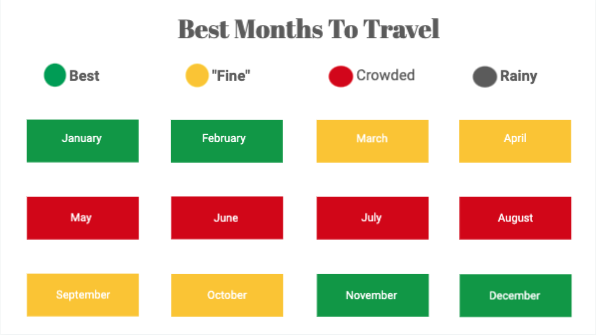 Best Months To Travel
Best "Fine" Crowded Rainy
January February March April
May June July August
September October November December